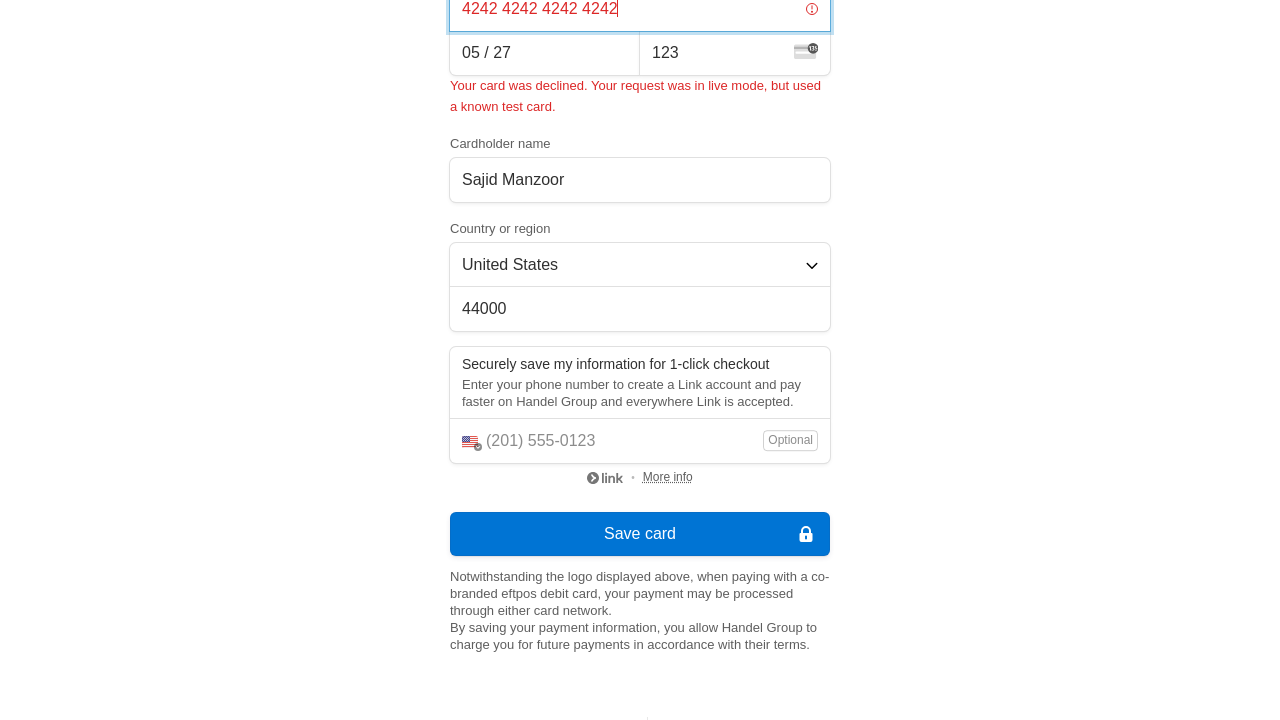 4242 4242 4242 4242
05 / 27
123
Your card was declined. Your request was in live mode, but used
a known test card.
Cardholder name
Sajid Manzoor
Country or region
United States
44000
Securely save my information for 1-click checkout
Enter your phone number to create a Link account and pay
faster on Handel Group and everywhere Link is accepted.
(201) 555-0123
Optional
link • More info
Save card
Notwithstanding the logo displayed above, when paying with a co-
branded eftpos debit card, your payment may be processed
through either card network.
By saving your payment information, you allow Handel Group to
charge you for future payments in accordance with their terms.